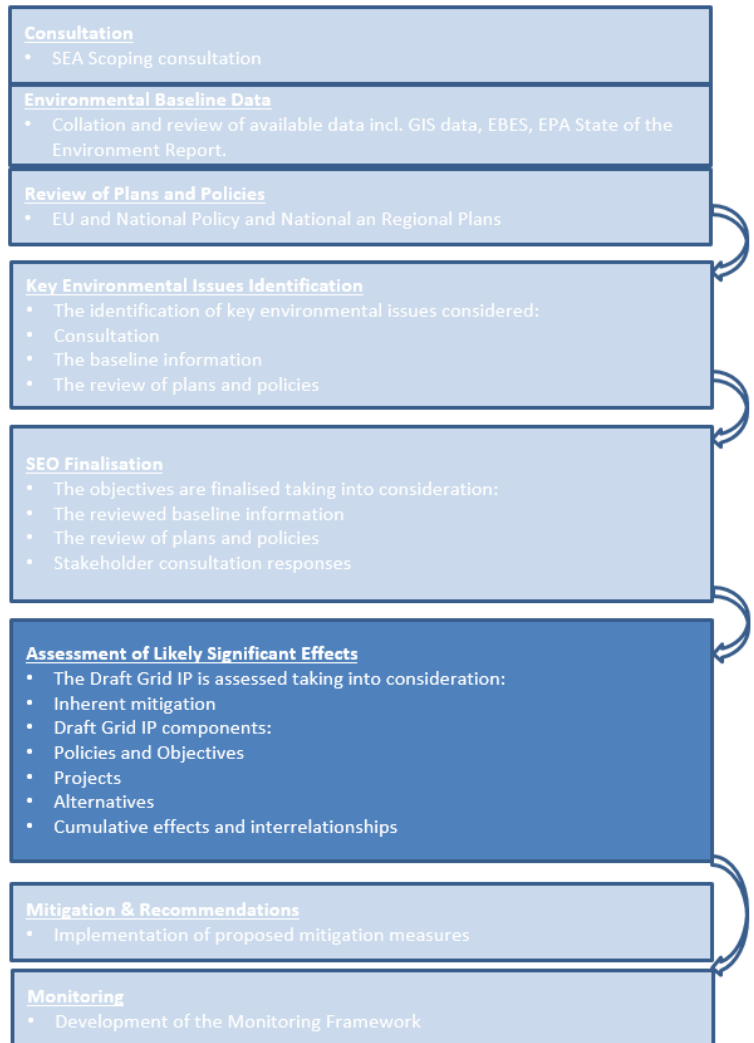 Consultation
• SEA Scoping consultation
Environmental Baseline Data
• Collation and review of available data incl. GIS data, EBES, EPA State of the
Environment Report.
Review of Plans and Policies
• EU and National Policy and National an Regional Plans
Key Environmental Issues Identification
• The identification of key environmental issues considered:
• Consultation
• The baseline information
• The review of plans and policies
SEO Finalisation
• The objectives are finalised taking into consideration:
• The reviewed baseline information
• The review of plans and policies
• Stakeholder consultation responses
Assessment of Likely Significant Effects
• The Draft Grid IP is assessed taking into consideration:
• Inherent mitigation
• Draft Grid IP components:
• Policies and Objectives
• Projects
• Alternatives
• Cumulative effects and interrelationships
Mitigation & Recommendations
• Implementation of proposed mitigation measures
Monitoring
• Development of the Monitoring Framework